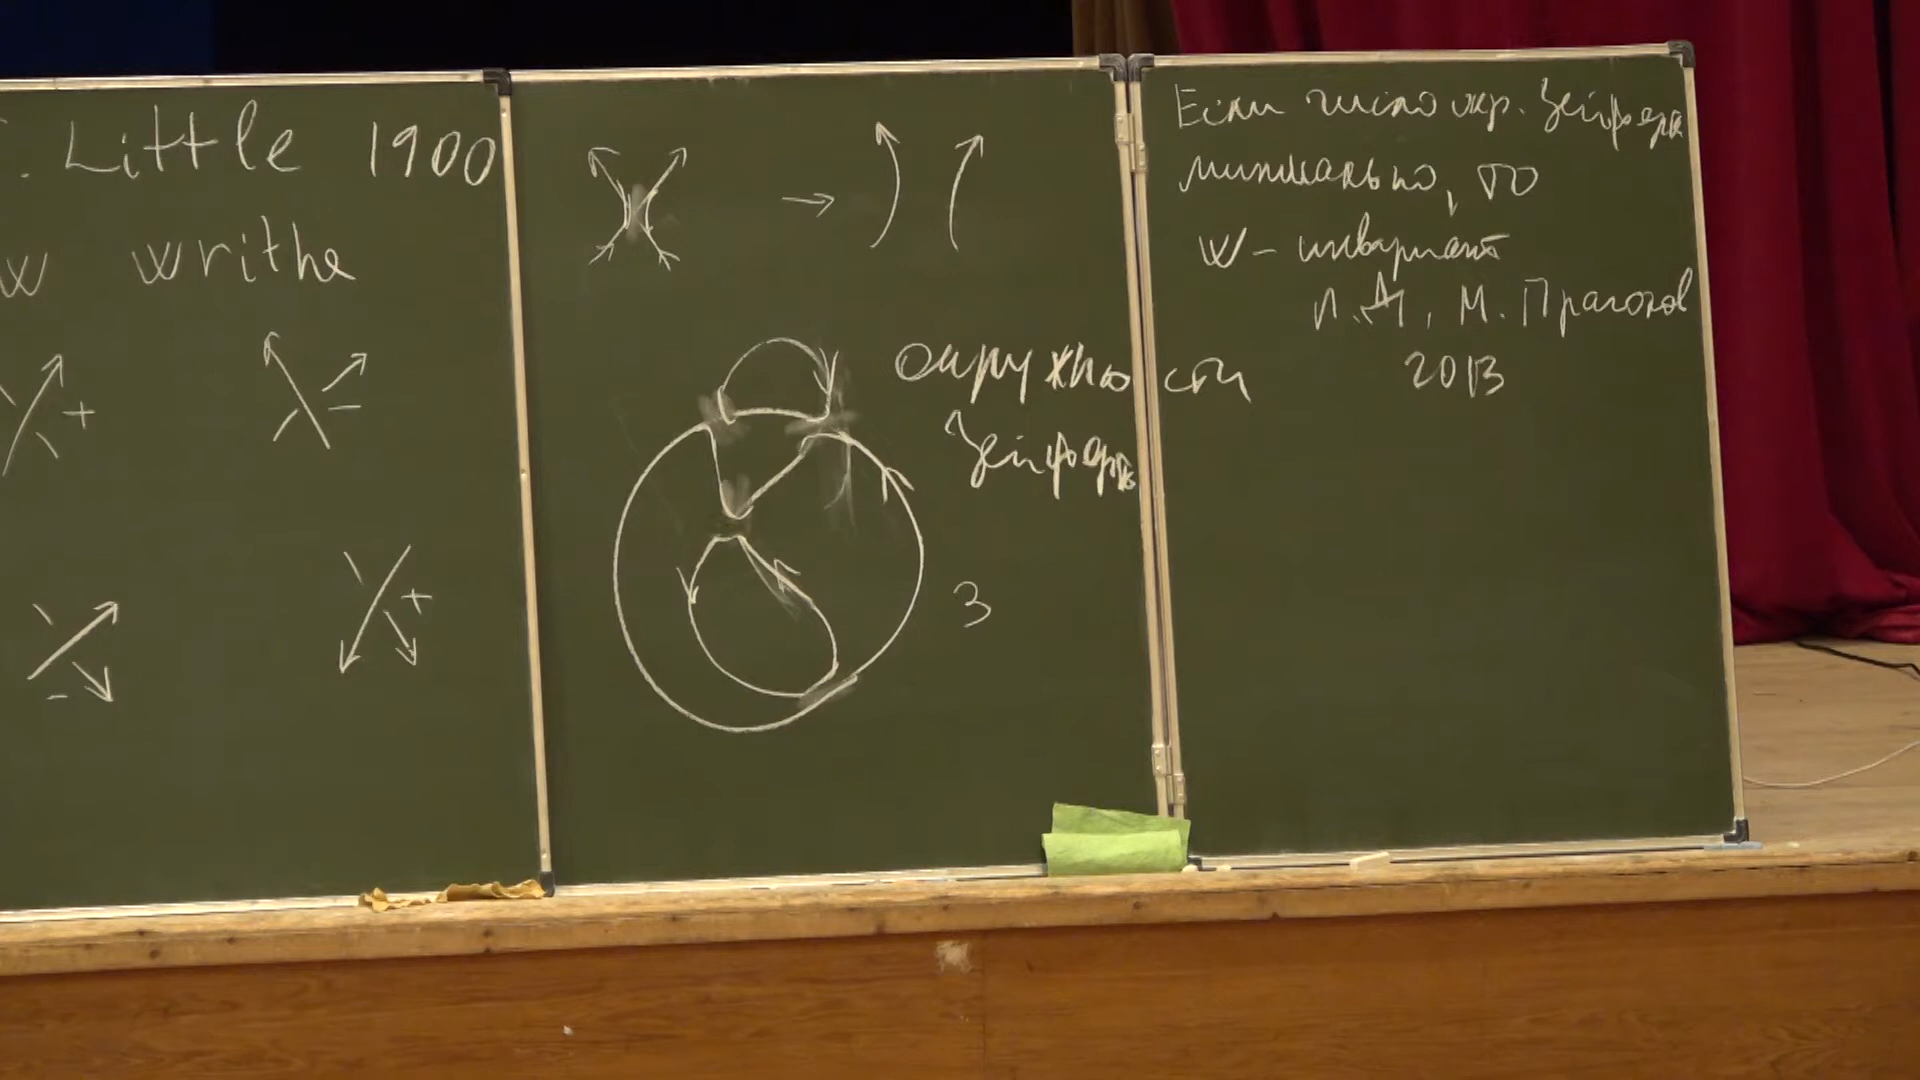 . Little 1900
w writhe
+
−
−
+
→
окружности
Зейферта
3
Если число окр. Зейферта
минимально, то
w – инвариант
И.Д, М. Прасолов
2013